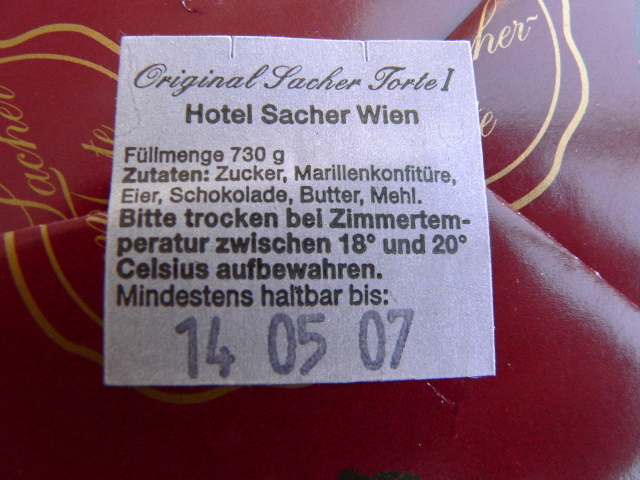 Original Sacher Torte I
Hotel Sacher Wien
Füllmenge 730 g
Zutaten: Zucker, Marillenkonfitüre,
Eier, Schokolade, Butter, Mehl.
Bitte trocken bei Zimmertem-
peratur zwischen 18° und 20°
Celsius aufbewahren.
Mindestens haltbar bis:
14 05 07
Sacher